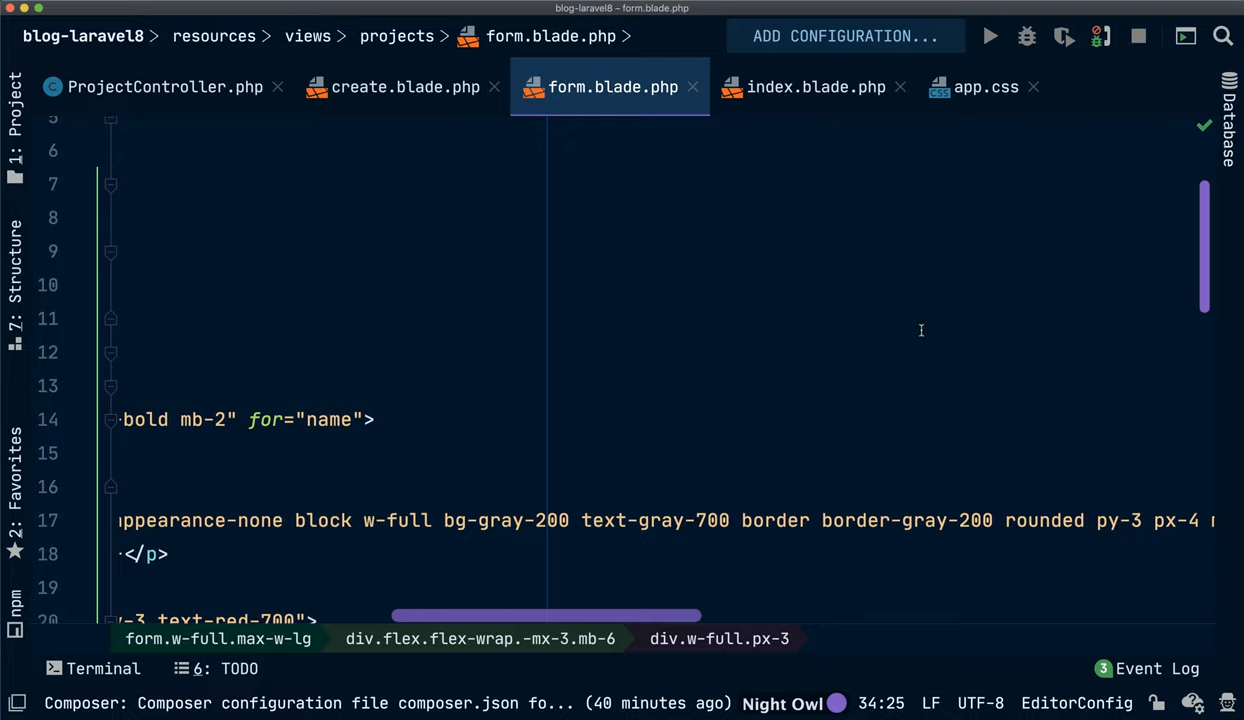 blog-laravel8 – form.blade.php
blog-laravel8 > resources > views > projects > form.blade.php > ADD CONFIGURATION...
ProjectController.php create.blade.php form.blade.php index.blade.php app.css
1: Project
7: Structure
2: Favorites
npm
Database
5
6
7
8
9
10
11
12
13
14 bold mb-2" for="name">
15
16
17 appearance-none block w-full bg-gray-200 text-gray-700 border border-gray-200 rounded py-3 px-4
18 </p>
19
20 -3 text-red-700">
form.w-full.max-w-lg div.flex.flex-wrap.-mx-3.mb-6 div.w-full.px-3
Terminal 6: TODO 3 Event Log
Composer: Composer configuration file composer.json fo... (40 minutes ago) Night Owl 34:25 LF UTF-8 EditorConfig